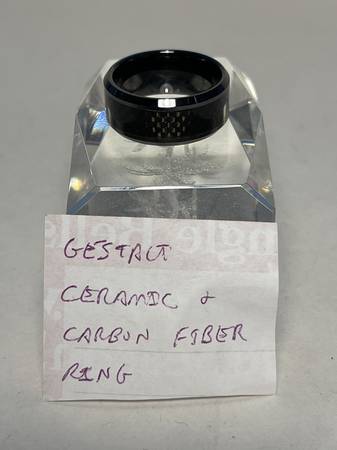 GESTALT
CERAMIC &
CARBON FIBER
RING